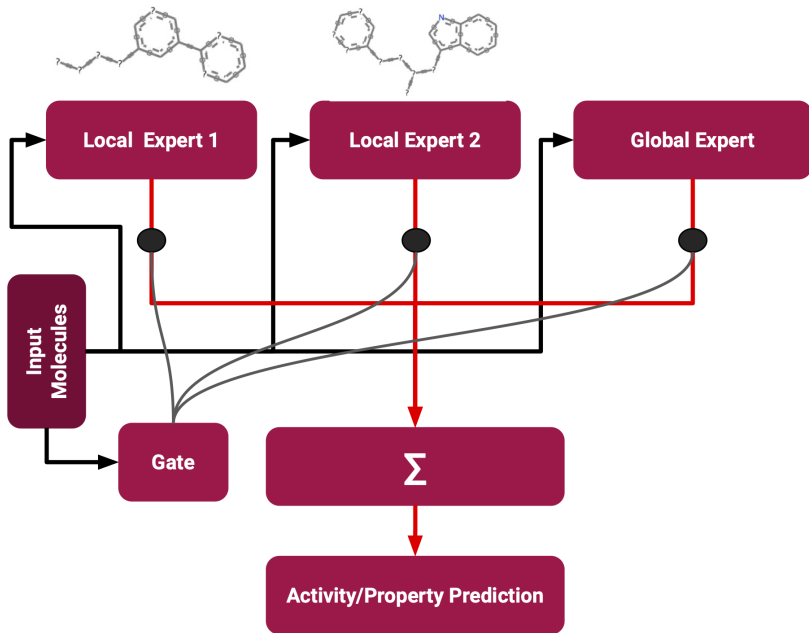 ?
?
?
?
?
?
?
?
?
?
?
?
?
?
N
?
?
?
Local Expert 1
Local Expert 2
Global Expert
Input
Molecules
Gate
Σ
Activity/Property Prediction